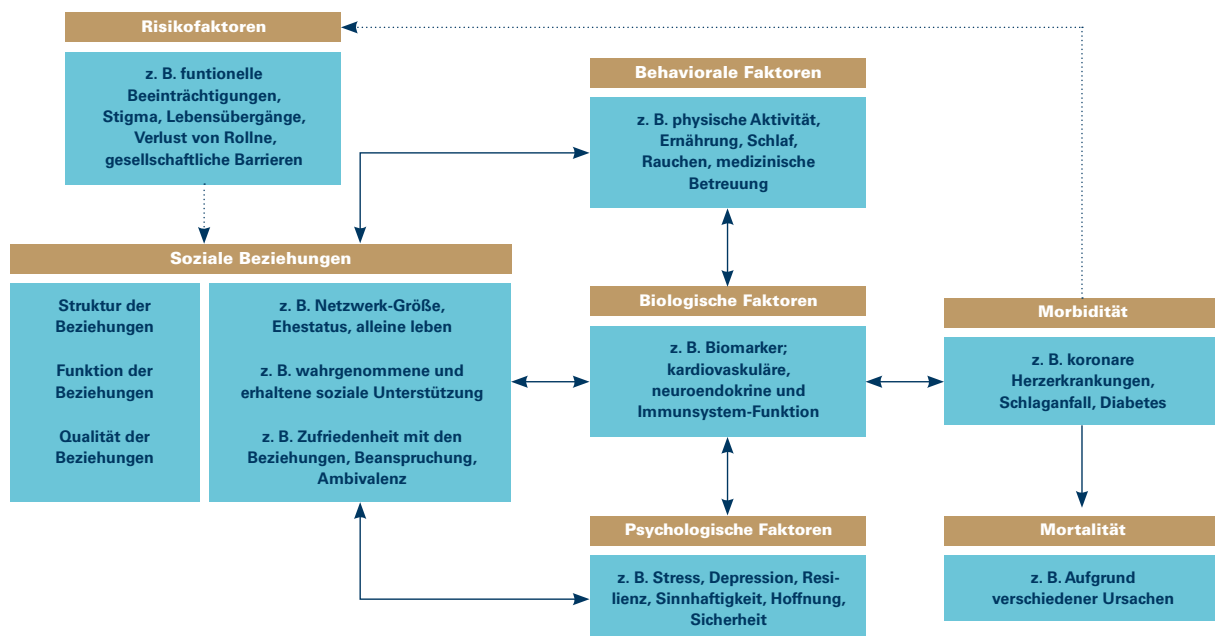 Risikofaktoren
z. B. funtionelle
Beeinträchtigungen,
Stigma, Lebensübergänge,
Verlust von Rollne,
gesellschaftliche Barrieren
Behaviorale Faktoren
z. B. physische Aktivität,
Ernährung, Schlaf,
Rauchen, medizinische
Betreuung
Soziale Beziehungen
Struktur der
Beziehungen
z. B. Netzwerk-Größe,
Ehestatus, alleine leben
Funktion der
Beziehungen
z. B. wahrgenommene und
erhaltene soziale Unterstützung
Qualität der
Beziehungen
z. B. Zufriedenheit mit den
Beziehungen, Beanspruchung,
Ambivalenz
Biologische Faktoren
z. B. Biomarker;
kardiovaskuläre,
neuroendokrine und
Immunsystem-Funktion
Morbidität
z. B. koronare
Herzerkrankungen,
Schlaganfall, Diabetes
Psychologische Faktoren
z. B. Stress, Depression, Resi-
lienz, Sinnhaftigkeit, Hoffnung,
Sicherheit
Mortalität
z. B. Aufgrund
verschiedener Ursachen